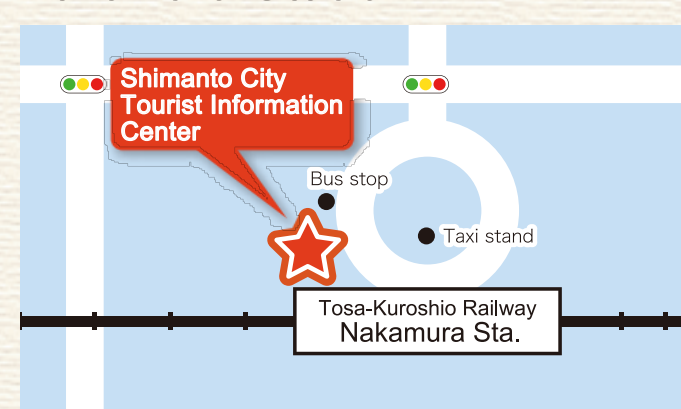 Shimanto City
Tourist Information
Center
Bus stop
Taxi stand
Tosa-Kuroshio Railway
Nakamura Sta.